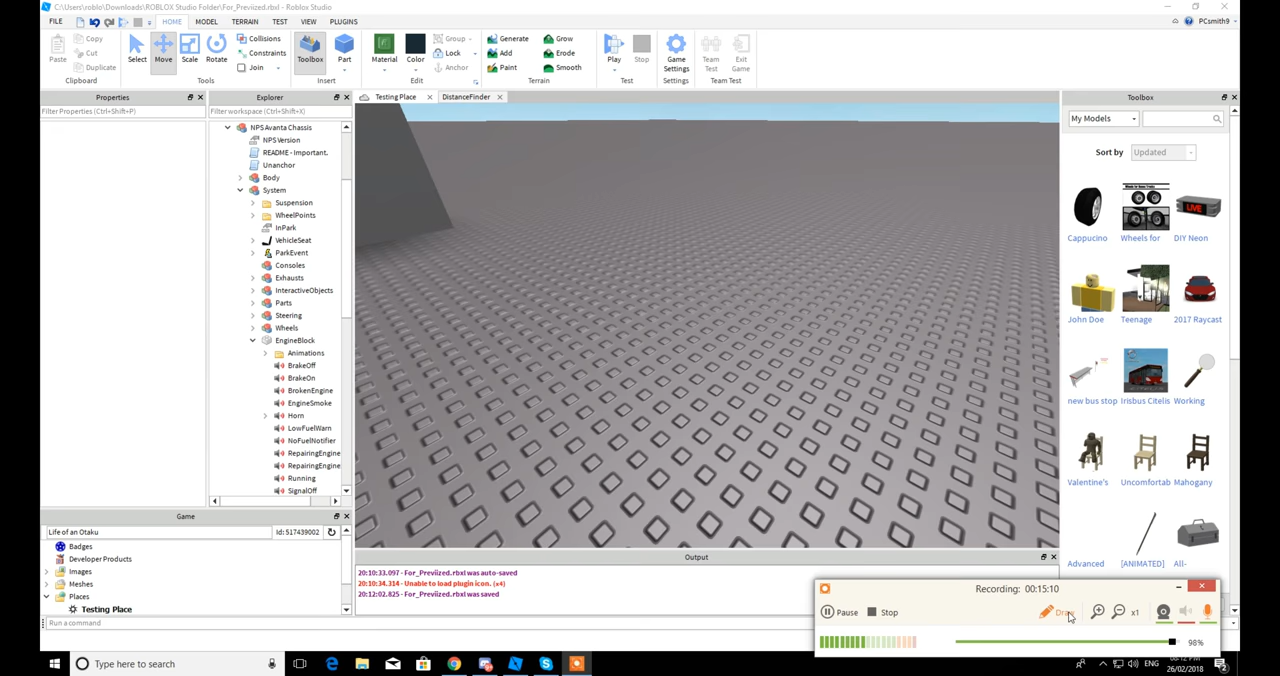 C:\Users\roblo\Downloads\ROBLOX Studio Folder\For_Previized.rbxl - Roblox Studio
FILE HOME MODEL TERRAIN TEST VIEW PLUGINS PCsmith9
Paste Copy Cut Duplicate
Clipboard
Select Move Scale Rotate Collisions Constraints Join
Tools
Toolbox Part
Insert
Material Color Group Lock Anchor
Edit
Generate Add Paint Grow Erode Smooth
Terrain
Play Stop
Test
Game Settings
Settings
Team Test Exit Game
Team Test
Properties
Filter Properties (Ctrl+Shift+P)
Explorer
Filter workspace (Ctrl+Shift+X)
NPS Avanta Chassis
NPS Version
README - Important.
Unanchor
Body
System
Suspension
WheelPoints
InPark
VehicleSeat
ParkEvent
Consoles
Exhausts
InteractiveObjects
Parts
Steering
Wheels
EngineBlock
Animations
BrakeOff
BrakeOn
BrokenEngine
EngineSmoke
Horn
LowFuelWarn
NoFuelNotifier
RepairingEngine
RepairingEngine
Running
SignalOff
Testing Place DistanceFinder
Toolbox
My Models
Sort by Updated
Cappucino Wheels for DIY Neon
LIVE
John Doe Teenage 2017 Raycast
new bus stop Irisbus Citelis Working
Valentine's Uncomfortab Mahogany
Advanced [ANIMATED] All-
Game
Life of an Otaku Id: 517439002
Badges
Developer Products
Images
Meshes
Places
Testing Place
Output
20:10:33.097 - For_Previized.rbxl was auto-saved
20:10:34.314 - Unable to load plugin icon. (x4)
20:12:02.825 - For_Previized.rbxl was saved
Run a command
Recording: 00:15:10
Pause Stop Draw x1
98%
Type here to search
ENG
08:12 PM
26/02/2018
2